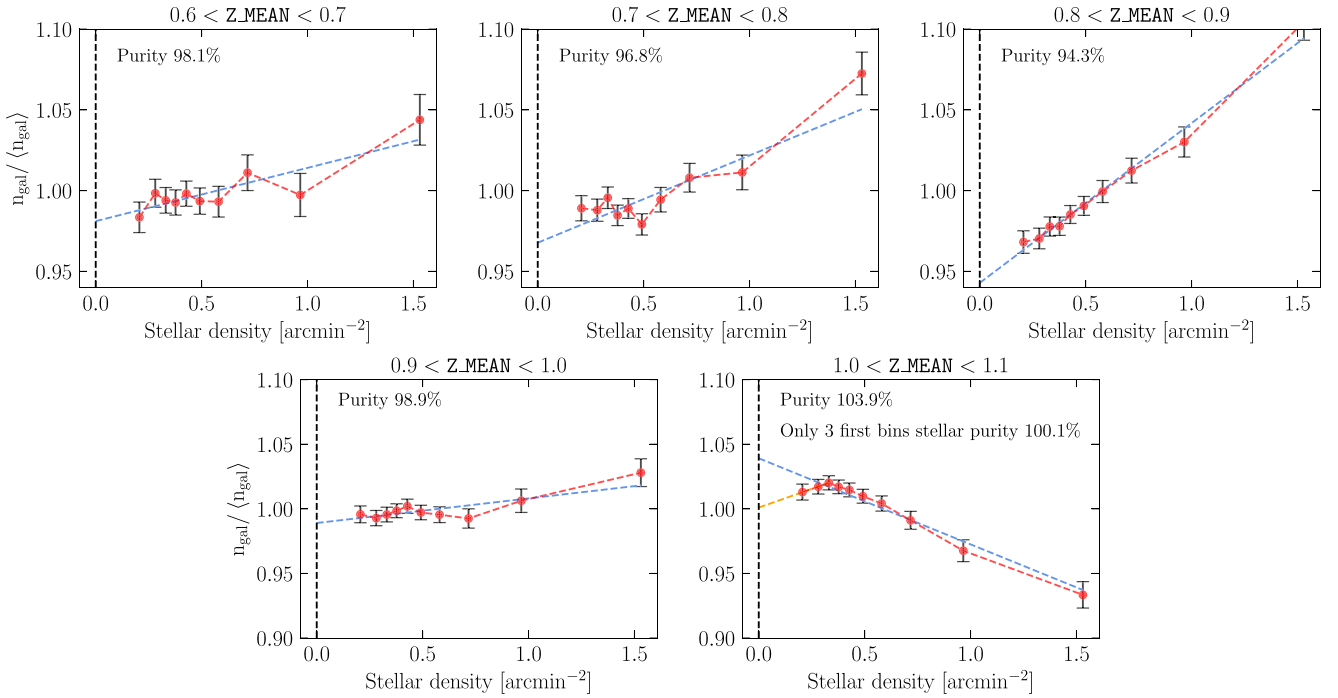 0.6 < Z_MEAN < 0.7
Purity 98.1%
1.10
1.05
1.00
0.95
n_gal / ⟨n_gal⟩
0.0 0.5 1.0 1.5
Stellar density [arcmin⁻²]
0.7 < Z_MEAN < 0.8
Purity 96.8%
1.10
1.05
1.00
0.95
0.0 0.5 1.0 1.5
Stellar density [arcmin⁻²]
0.8 < Z_MEAN < 0.9
Purity 94.3%
1.10
1.05
1.00
0.95
0.0 0.5 1.0 1.5
Stellar density [arcmin⁻²]
0.9 < Z_MEAN < 1.0
Purity 98.9%
1.10
1.05
1.00
0.95
0.90
n_gal / ⟨n_gal⟩
0.0 0.5 1.0 1.5
Stellar density [arcmin⁻²]
1.0 < Z_MEAN < 1.1
Purity 103.9%
Only 3 first bins stellar purity 100.1%
1.10
1.05
1.00
0.95
0.90
0.0 0.5 1.0 1.5
Stellar density [arcmin⁻²]